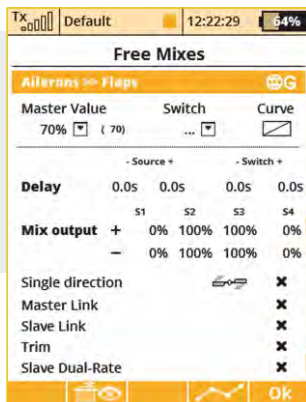 Tx Default 12:22:29 64%
Free Mixes
Ailerons >> Flaps G
Master Value Switch Curve
70% ( 70) ...
- Source + - Switch +
Delay 0.0s 0.0s 0.0s 0.0s
S1 S2 S3 S4
Mix output + 0% 100% 100% 0%
– 0% 100% 100% 0%
Single direction
Master Link
Slave Link
Trim
Slave Dual-Rate
Ok